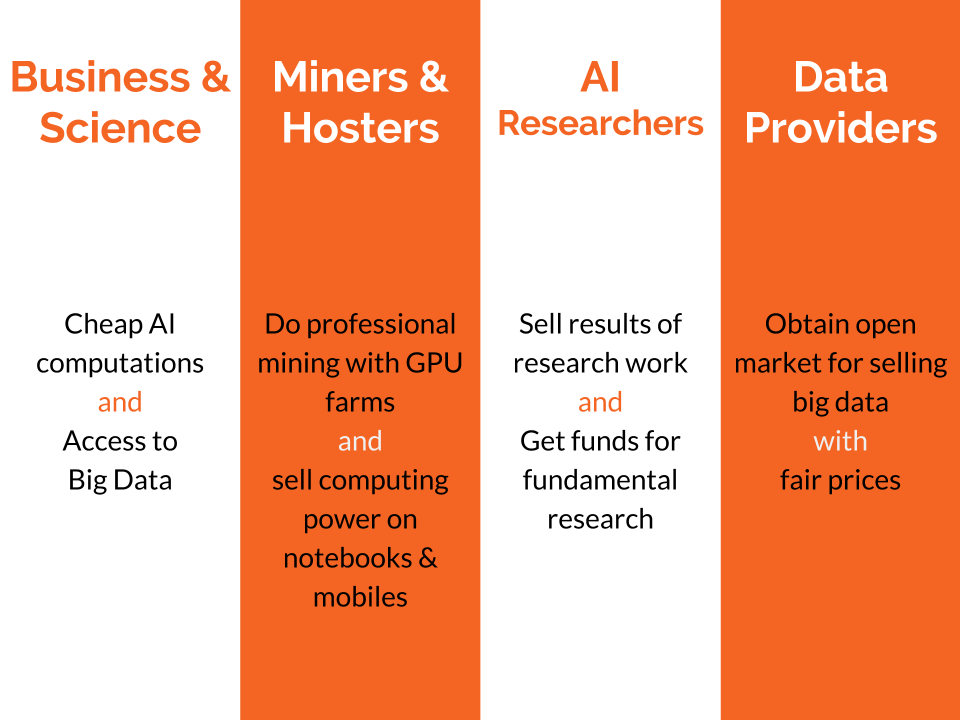 Business &
Science
Cheap AI
computations
and
Access to
Big Data
Miners &
Hosters
Do professional
mining with GPU
farms
and
sell computing
power on
notebooks &
mobiles
AI
Researchers
Sell results of
research work
and
Get funds for
fundamental
research
Data
Providers
Obtain open
market for selling
big data
with
fair prices